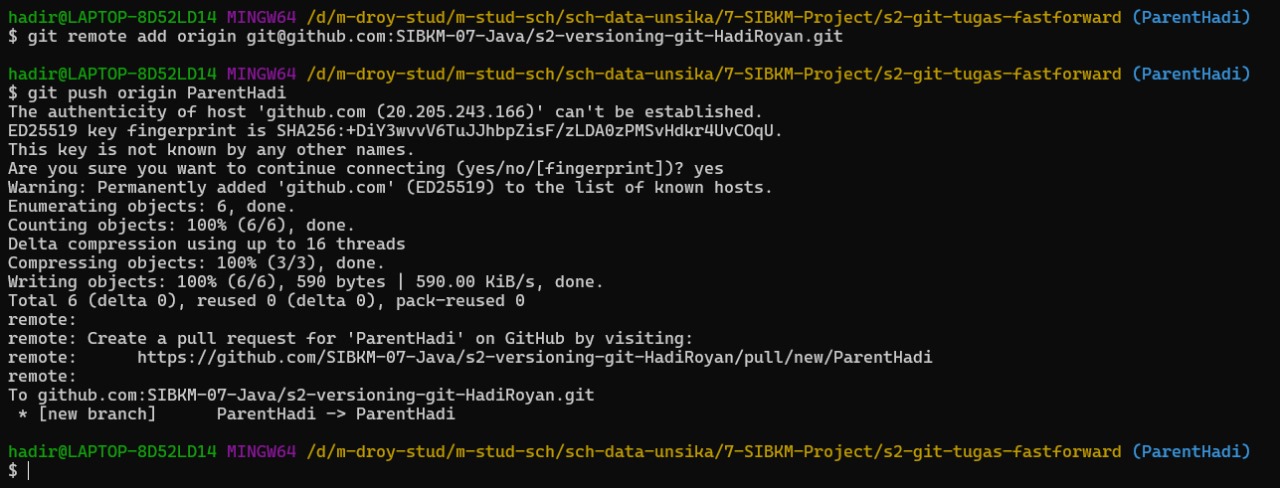 hadir@LAPTOP-8D52LD14 MINGW64 /d/m-droy-stud/m-stud-sch/sch-data-unsika/7-SIBKM-Project/s2-git-tugas-fastforward (ParentHadi)
$ git remote add origin git@github.com:SIBKM-07-Java/s2-versioning-git-HadiRoyan.git
hadir@LAPTOP-8D52LD14 MINGW64 /d/m-droy-stud/m-stud-sch/sch-data-unsika/7-SIBKM-Project/s2-git-tugas-fastforward (ParentHadi)
$ git push origin ParentHadi
The authenticity of host 'github.com (20.205.243.166)' can't be established.
ED25519 key fingerprint is SHA256:+DiY3wvvV6TuJJhbpZisF/zLDA0zPMSvHdkr4UvCOqU.
This key is not known by any other names.
Are you sure you want to continue connecting (yes/no/[fingerprint])? yes
Warning: Permanently added 'github.com' (ED25519) to the list of known hosts.
Enumerating objects: 6, done.
Counting objects: 100% (6/6), done.
Delta compression using up to 16 threads
Compressing objects: 100% (3/3), done.
Writing objects: 100% (6/6), 590 bytes | 590.00 KiB/s, done.
Total 6 (delta 0), reused 0 (delta 0), pack-reused 0
remote:
remote: Create a pull request for 'ParentHadi' on GitHub by visiting:
remote:      https://github.com/SIBKM-07-Java/s2-versioning-git-HadiRoyan/pull/new/ParentHadi
remote:
To github.com:SIBKM-07-Java/s2-versioning-git-HadiRoyan.git
 * [new branch]      ParentHadi -> ParentHadi
hadir@LAPTOP-8D52LD14 MINGW64 /d/m-droy-stud/m-stud-sch/sch-data-unsika/7-SIBKM-Project/s2-git-tugas-fastforward (ParentHadi)
$